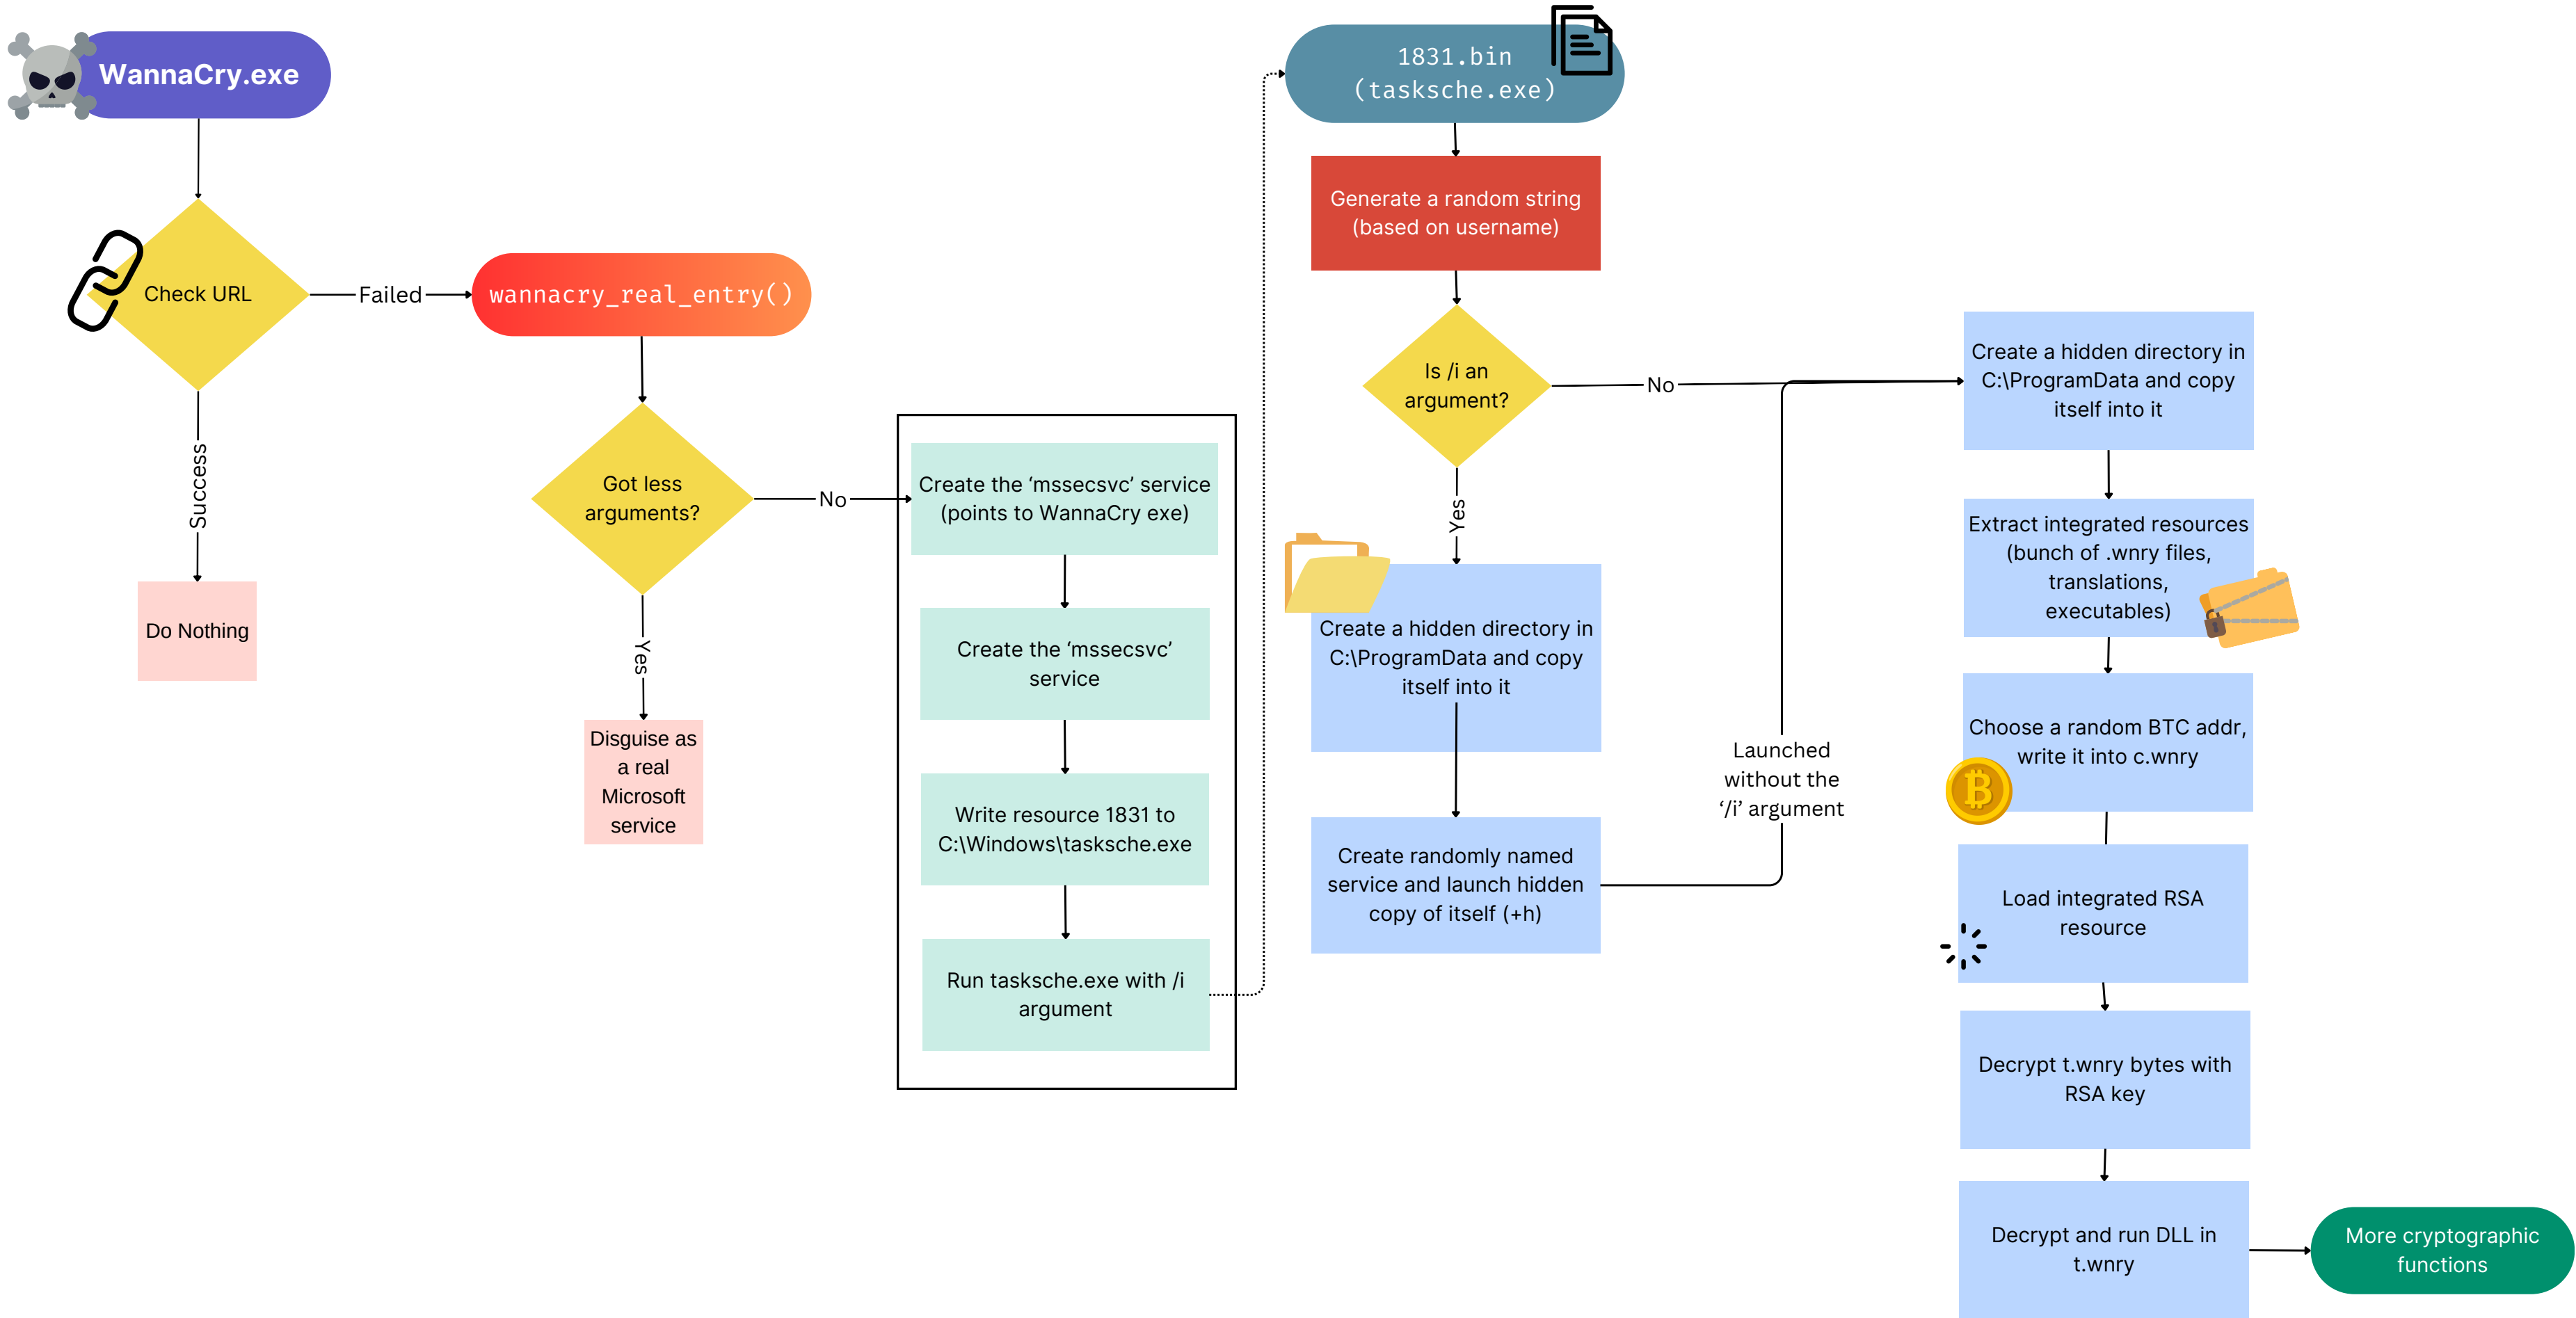 WannaCry.exe
Check URL
Failed
Success
Do Nothing
wannacry_real_entry()
Got less
arguments?
No
Yes
Disguise as
a real
Microsoft
service
Create the ‘mssecsvc’ service
(points to WannaCry exe)
Create the ‘mssecsvc’
service
Write resource 1831 to
C:\Windows\tasksche.exe
Run tasksche.exe with /i
argument
1831.bin
(tasksche.exe)
Generate a random string
(based on username)
Is /i an
argument?
No
Yes
Create a hidden directory in
C:\ProgramData and copy
itself into it
Create randomly named
service and launch hidden
copy of itself (+h)
Launched
without the
‘/i’ argument
Create a hidden directory in
C:\ProgramData and copy
itself into it
Extract integrated resources
(bunch of .wnry files,
translations,
executables)
Choose a random BTC addr,
write it into c.wnry
Load integrated RSA
resource
Decrypt t.wnry bytes with
RSA key
Decrypt and run DLL in
t.wnry
More cryptographic
functions